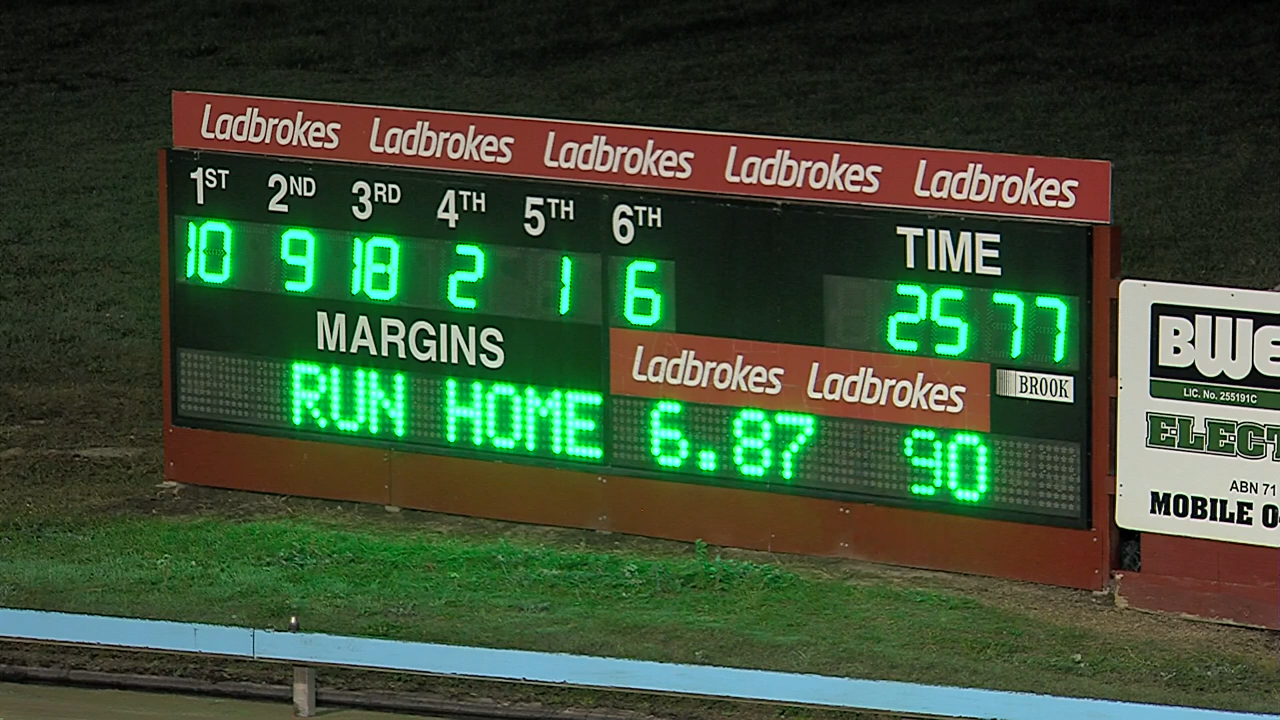 Ladbrokes Ladbrokes Ladbrokes Ladbrokes Ladbrokes
1ST 2ND 3RD 4TH 5TH 6TH TIME
10 9 18 2 1 6 25 77
MARGINS Ladbrokes Ladbrokes BROOK
RUN HOME 6.87 90
BWE
LIC. No. 255191C
ELECT
ABN 71
MOBILE 0